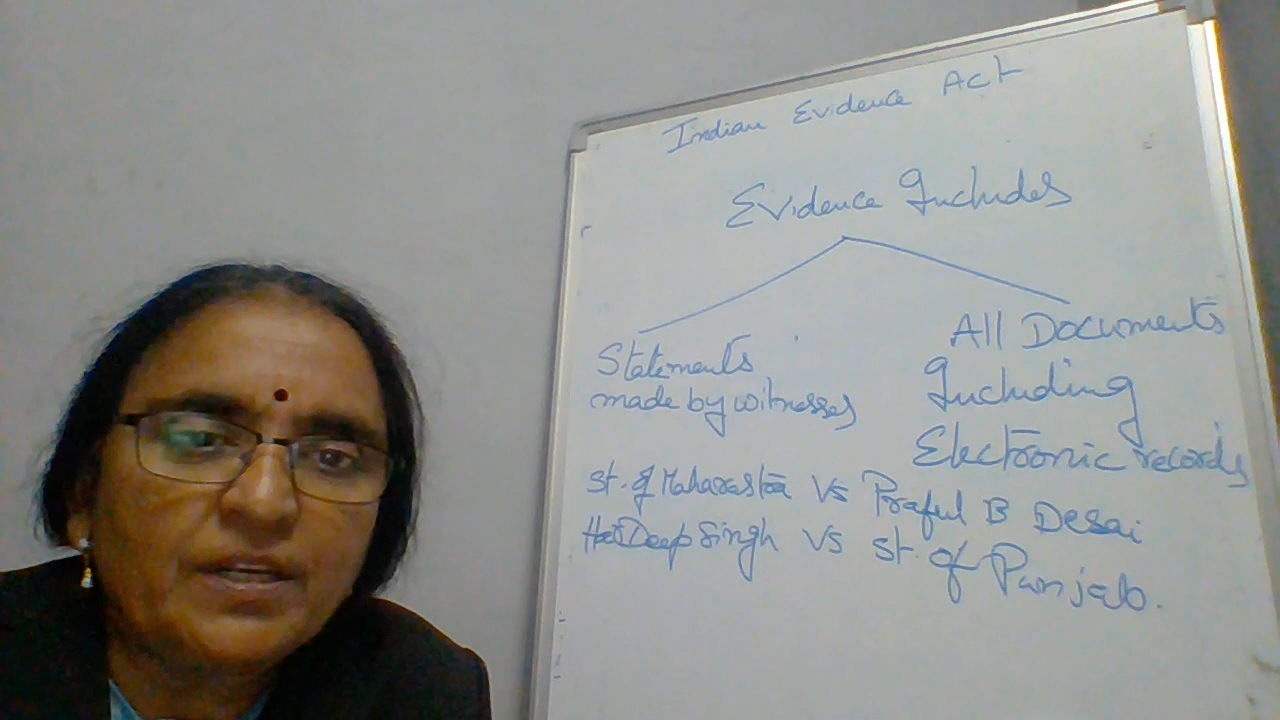 Indian Evidence Act
Evidence Includes
Statements
made by witnesses
All Documents
Including
Electronic records
St. of Maharastra Vs Praful B Desai
HarDeep Singh Vs St. of Punjab.